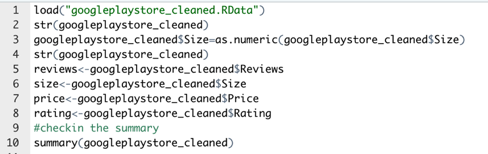 1 load("googleplaystore_cleaned.RData")
2 str(googleplaystore_cleaned)
3 googleplaystore_cleaned$Size=as.numeric(googleplaystore_cleaned$Size)
4 str(googleplaystore_cleaned)
5 reviews<-googleplaystore_cleaned$Reviews
6 size<-googleplaystore_cleaned$Size
7 price<-googleplaystore_cleaned$Price
8 rating<-googleplaystore_cleaned$Rating
9 #checkin the summary
10 summary(googleplaystore_cleaned)